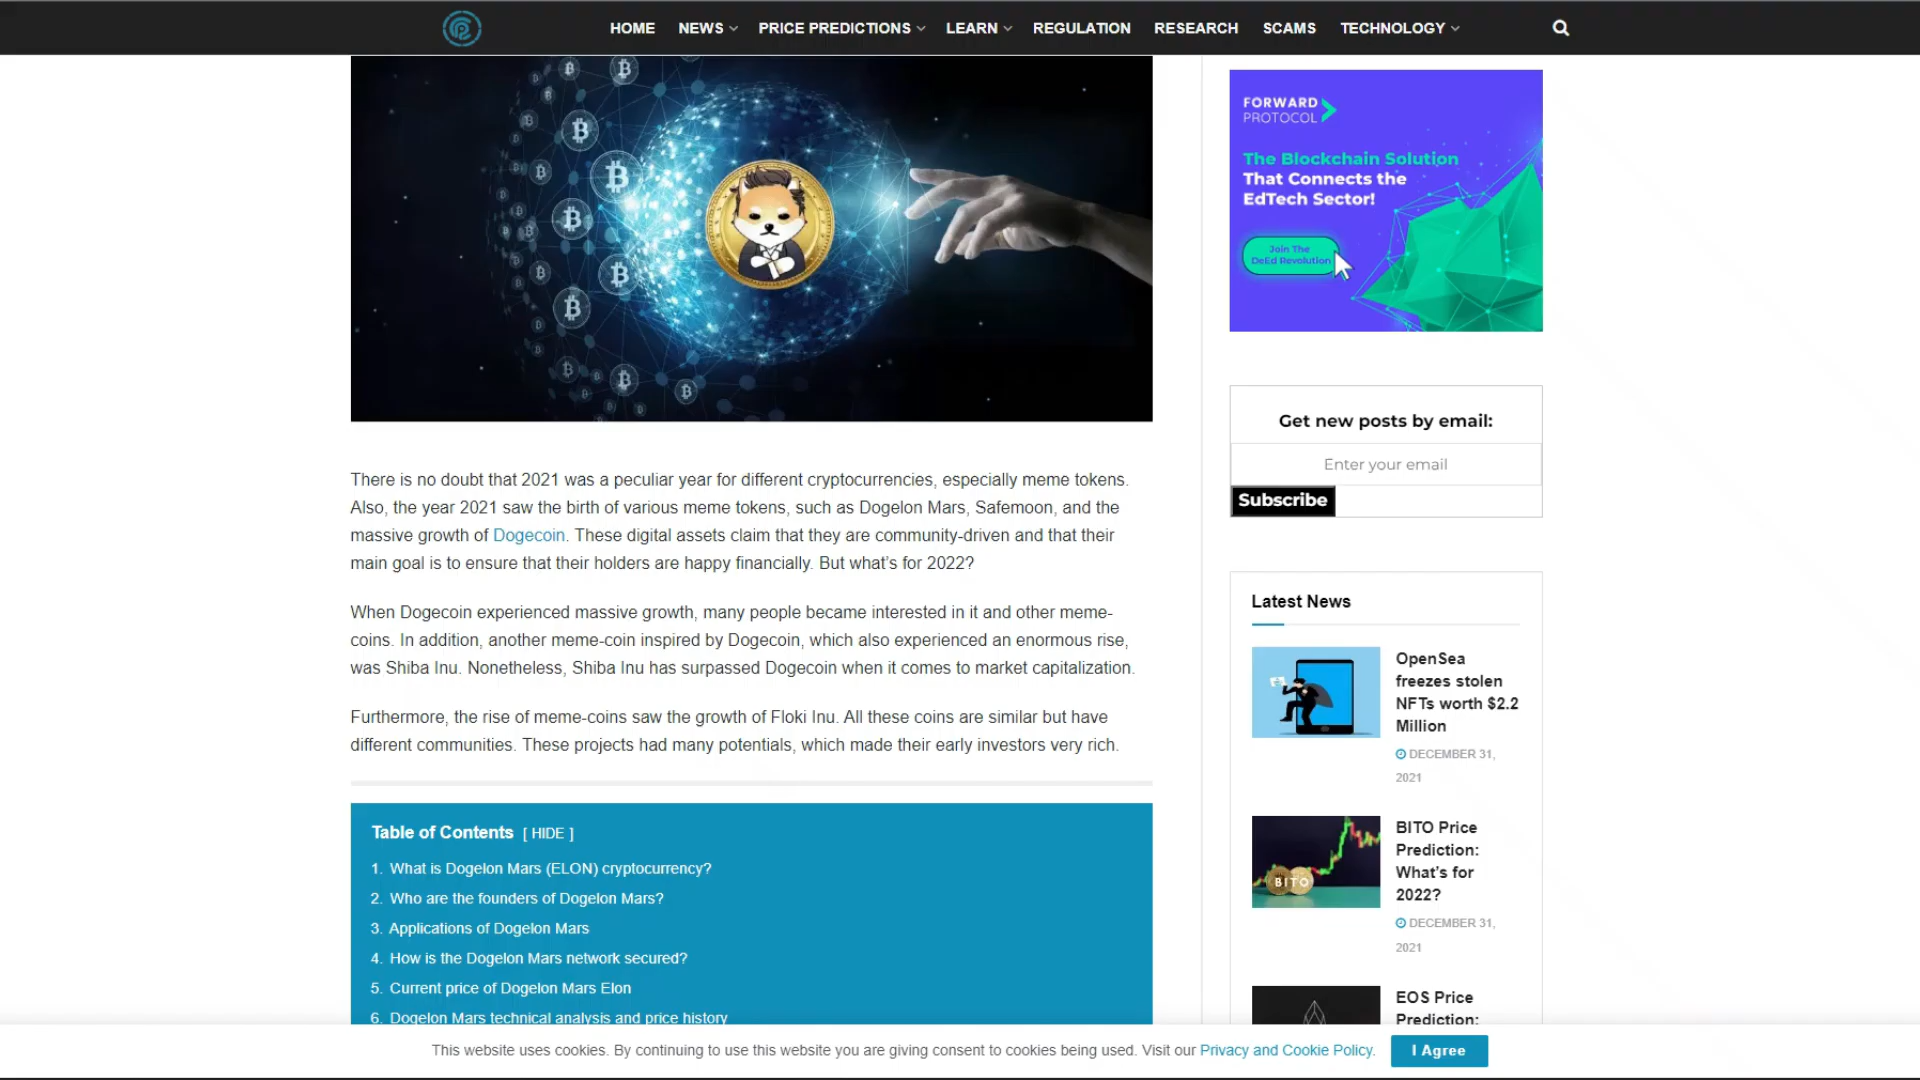 HOME NEWS PRICE PREDICTIONS LEARN REGULATION RESEARCH SCAMS TECHNOLOGY
FORWARD
PROTOCOL
The Blockchain Solution
That Connects the
EdTech Sector!
Join The
DeEd Revolution
Get new posts by email:
Enter your email
Subscribe
There is no doubt that 2021 was a peculiar year for different cryptocurrencies, especially meme tokens.
Also, the year 2021 saw the birth of various meme tokens, such as Dogelon Mars, Safemoon, and the
massive growth of Dogecoin. These digital assets claim that they are community-driven and that their
main goal is to ensure that their holders are happy financially. But what’s for 2022?
When Dogecoin experienced massive growth, many people became interested in it and other meme-
coins. In addition, another meme-coin inspired by Dogecoin, which also experienced an enormous rise,
was Shiba Inu. Nonetheless, Shiba Inu has surpassed Dogecoin when it comes to market capitalization.
Furthermore, the rise of meme-coins saw the growth of Floki Inu. All these coins are similar but have
different communities. These projects had many potentials, which made their early investors very rich.
Table of Contents [ HIDE ]
1. What is Dogelon Mars (ELON) cryptocurrency?
2. Who are the founders of Dogelon Mars?
3. Applications of Dogelon Mars
4. How is the Dogelon Mars network secured?
5. Current price of Dogelon Mars Elon
6. Dogelon Mars technical analysis and price history
Latest News
OpenSea
freezes stolen
NFTs worth $2.2
Million
DECEMBER 31,
2021
BITO
BITO Price
Prediction:
What’s for
2022?
DECEMBER 31,
2021
EOS Price
Prediction:
This website uses cookies. By continuing to use this website you are giving consent to cookies being used. Visit our Privacy and Cookie Policy.
I Agree